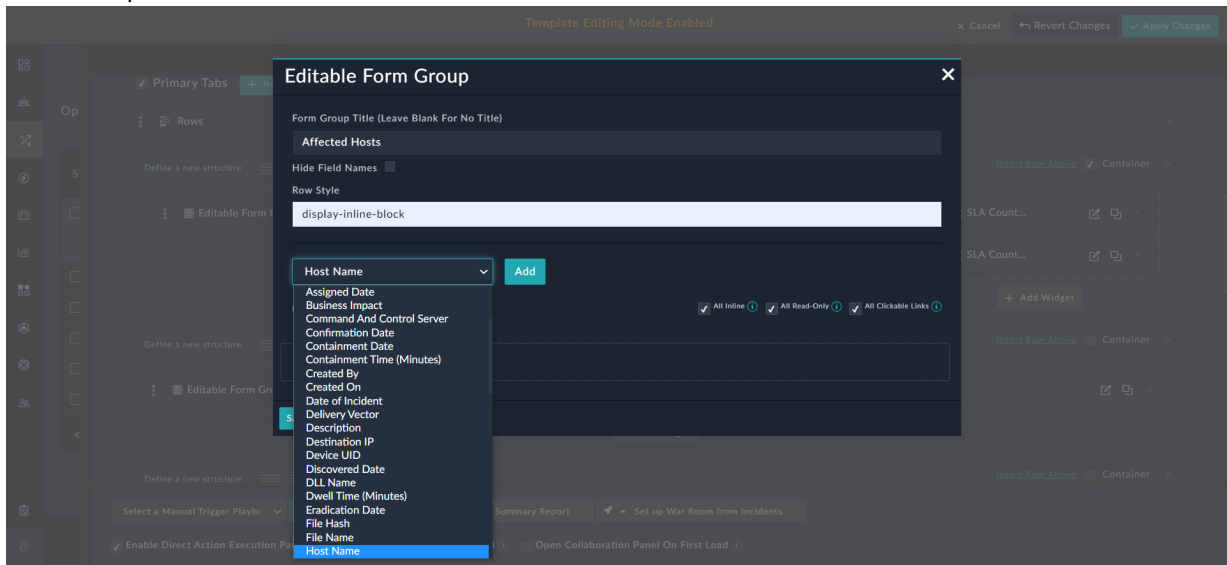 Template Editing Mode Enabled
× Cancel
Revert Changes
Apply Changes
Primary Tabs
Editable Form Group
Op
Rows
Form Group Title (Leave Blank For No Title)
Affected Hosts
Define a new structure
Hide Field Names
Insert Row Above
Container
Row Style
display-inline-block
Editable Form G
SLA Count...
Host Name
Add
SLA Count...
Assigned Date
Business Impact
Command And Control Server
Confirmation Date
Containment Date
Containment Time (Minutes)
Created By
Created On
Date of Incident
Delivery Vector
Description
Destination IP
Device UID
Discovered Date
DLL Name
Dwell Time (Minutes)
Eradication Date
File Hash
File Name
Host Name
All Inline
All Read-Only
All Clickable Links
+ Add Widget
Define a new structure
Insert Row Above
Container
Editable Form Gro
Define a new structure
Insert Row Above
Container
Select a Manual Trigger Playb
Summary Report
Set up War Room from Incidents
Enable Direct Action Execution Pa
Open Collaboration Panel On First Load